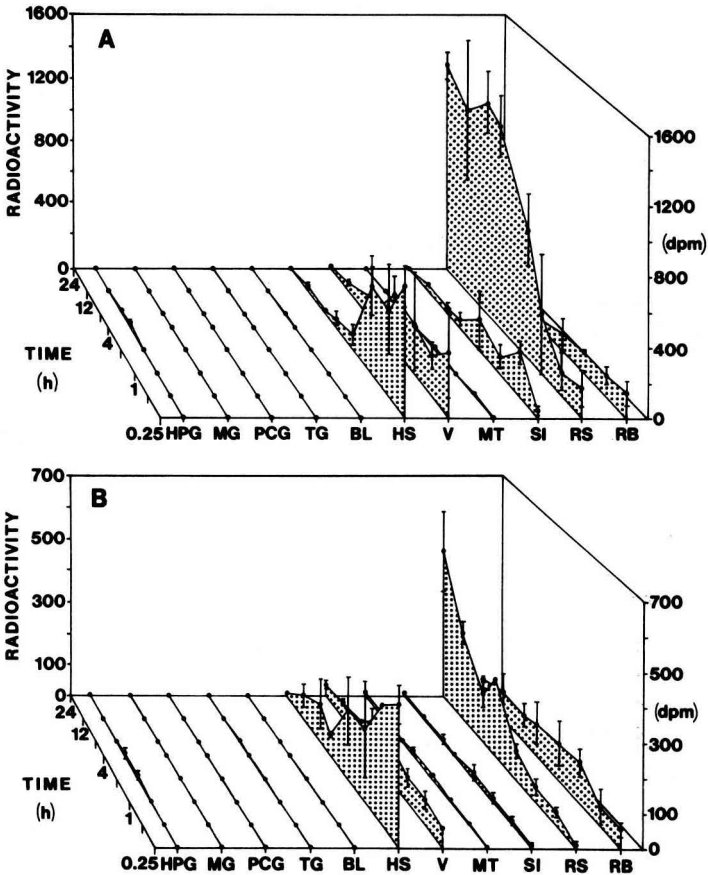 A
1600
1200
800
400
0
RADIOACTIVITY
1600
1200
(dpm)
800
400
0
24
12
4
1
0.25
TIME
(h)
HPG MG PCG TG BL HS V MT SI RS RB
B
700
500
300
100
0
RADIOACTIVITY
700
500
(dpm)
300
100
0
24
12
4
1
0.25
TIME
(h)
HPG MG PCG TG BL HS V MT SI RS RB